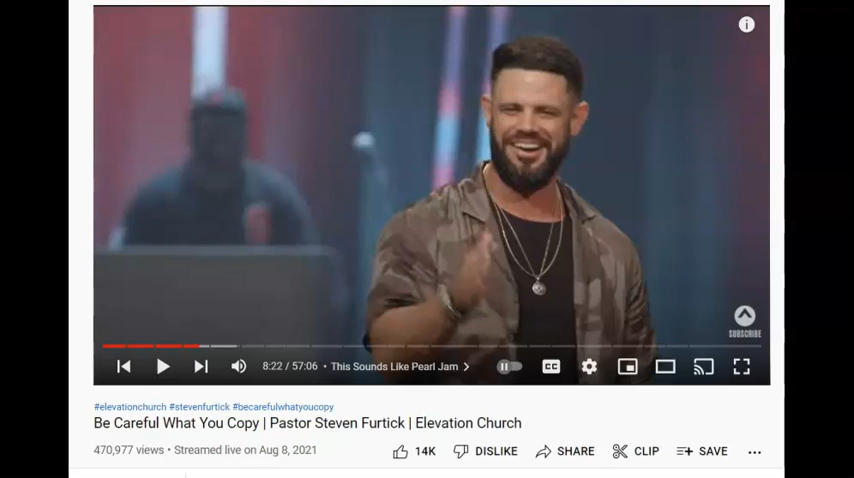 SUBSCRIBE
8:22 / 57:06 • This Sounds Like Pearl Jam
CC
#elevationchurch #stevenfurtick #becarefulwhatyoucopy
Be Careful What You Copy | Pastor Steven Furtick | Elevation Church
470,977 views • Streamed live on Aug 8, 2021 14K DISLIKE SHARE CLIP SAVE